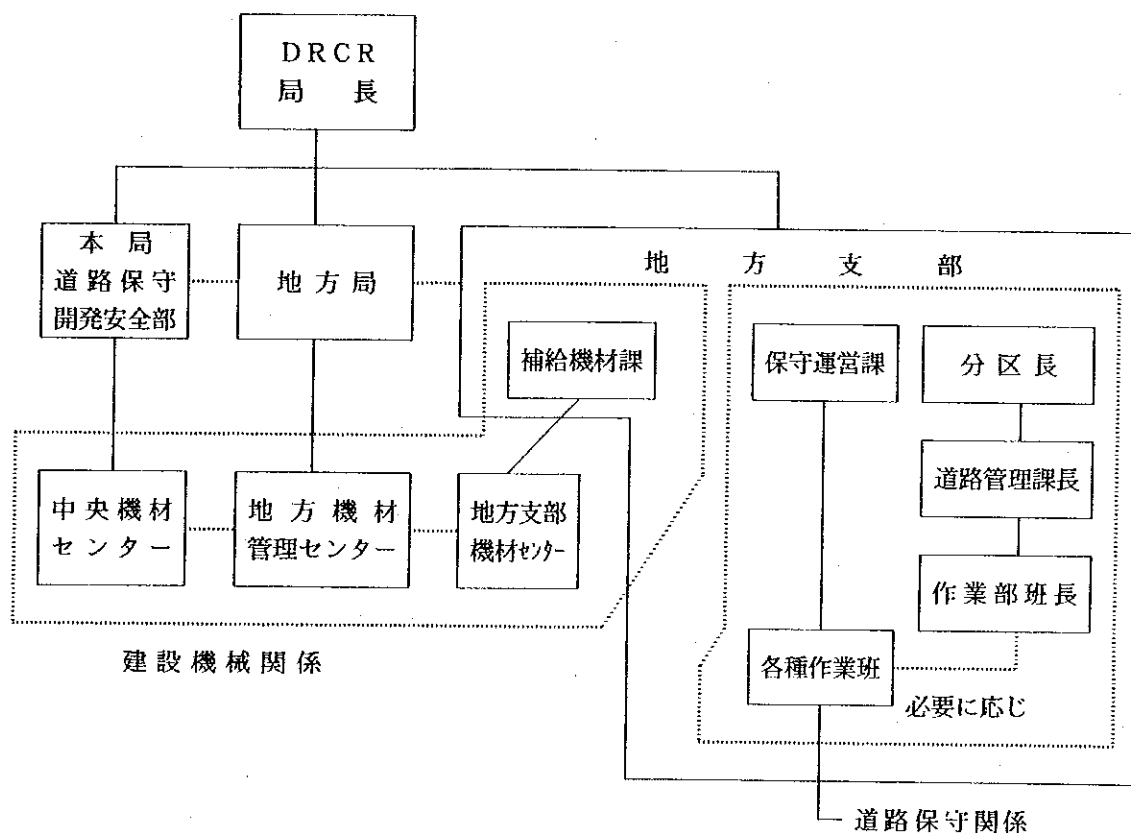 DRCR
局長
本局
道路保守
開発安全部
地方局
地方支部
補給機材課
保守運営課
分区長
道路管理課長
作業部班長
中央機材
センター
地方機材
管理センター
地方支部
機材センター
各種作業班
必要に応じ
建設機械関係
道路保守関係